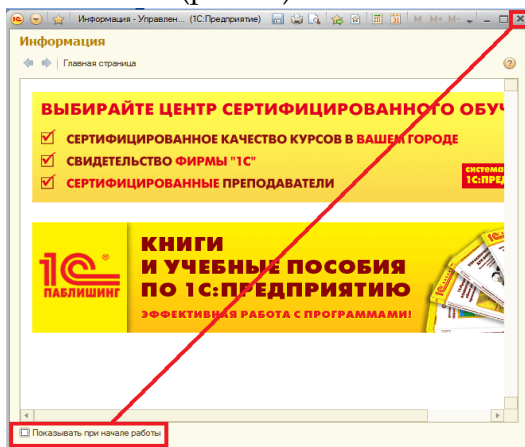 Информация - Управлен... (1С:Предприятие)
M M+ M-
Информация
Главная страница
ВЫБИРАЙТЕ ЦЕНТР СЕРТИФИЦИРОВАННОГО ОБУЧ
СЕРТИФИЦИРОВАННОЕ КАЧЕСТВО КУРСОВ В ВАШЕМ ГОРОДЕ
СВИДЕТЕЛЬСТВО ФИРМЫ "1С"
СЕРТИФИЦИРОВАННЫЕ ПРЕПОДАВАТЕЛИ
система
1С:ПРЕД
КНИГИ
И УЧЕБНЫЕ ПОСОБИЯ
ПО 1С:ПРЕДПРИЯТИЮ
ЭФФЕКТИВНАЯ РАБОТА С ПРОГРАММАМИ!
1С
ПАБЛИШИНГ
Показывать при начале работы